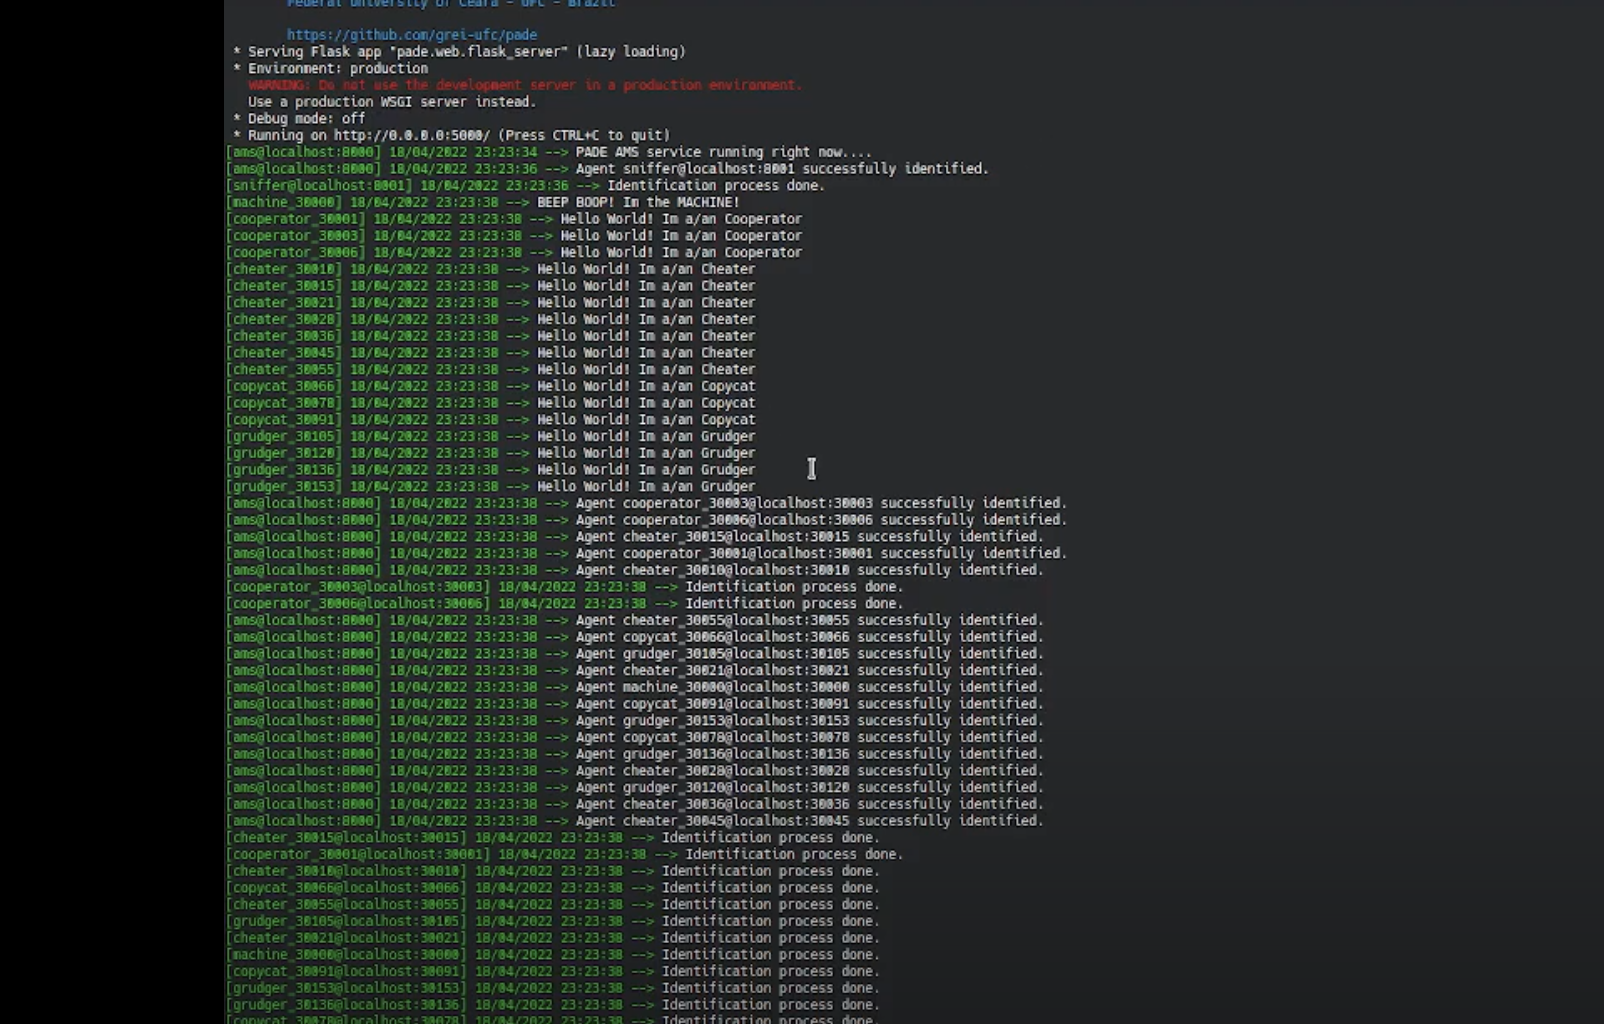 Federal University of Ceara - UFC - Brazil
https://github.com/grei-ufc/pade
* Serving Flask app "pade.web.flask_server" (lazy loading)
* Environment: production
WARNING: Do not use the development server in a production environment.
Use a production WSGI server instead.
* Debug mode: off
* Running on http://0.0.0.0:5000/ (Press CTRL+C to quit)
[ams@localhost:8000] 18/04/2022 23:23:34 --> PADE AMS service running right now....
[ams@localhost:8000] 18/04/2022 23:23:36 --> Agent sniffer@localhost:8001 successfully identified.
[sniffer@localhost:8001] 18/04/2022 23:23:36 --> Identification process done.
[machine_30000] 18/04/2022 23:23:38 --> BEEP BOOP! Im the MACHINE!
[cooperator_30001] 18/04/2022 23:23:38 --> Hello World! Im a/an Cooperator
[cooperator_30003] 18/04/2022 23:23:38 --> Hello World! Im a/an Cooperator
[cooperator_30006] 18/04/2022 23:23:38 --> Hello World! Im a/an Cooperator
[cheater_30010] 18/04/2022 23:23:38 --> Hello World! Im a/an Cheater
[cheater_30015] 18/04/2022 23:23:38 --> Hello World! Im a/an Cheater
[cheater_30021] 18/04/2022 23:23:38 --> Hello World! Im a/an Cheater
[cheater_30028] 18/04/2022 23:23:38 --> Hello World! Im a/an Cheater
[cheater_30036] 18/04/2022 23:23:38 --> Hello World! Im a/an Cheater
[cheater_30045] 18/04/2022 23:23:38 --> Hello World! Im a/an Cheater
[cheater_30055] 18/04/2022 23:23:38 --> Hello World! Im a/an Cheater
[copycat_30066] 18/04/2022 23:23:38 --> Hello World! Im a/an Copycat
[copycat_30078] 18/04/2022 23:23:38 --> Hello World! Im a/an Copycat
[copycat_30091] 18/04/2022 23:23:38 --> Hello World! Im a/an Copycat
[grudger_30105] 18/04/2022 23:23:38 --> Hello World! Im a/an Grudger
[grudger_30120] 18/04/2022 23:23:38 --> Hello World! Im a/an Grudger
[grudger_30136] 18/04/2022 23:23:38 --> Hello World! Im a/an Grudger
[grudger_30153] 18/04/2022 23:23:38 --> Hello World! Im a/an Grudger
[ams@localhost:8000] 18/04/2022 23:23:38 --> Agent cooperator_30003@localhost:30003 successfully identified.
[ams@localhost:8000] 18/04/2022 23:23:38 --> Agent cooperator_30006@localhost:30006 successfully identified.
[ams@localhost:8000] 18/04/2022 23:23:38 --> Agent cheater_30015@localhost:30015 successfully identified.
[ams@localhost:8000] 18/04/2022 23:23:38 --> Agent cooperator_30001@localhost:30001 successfully identified.
[ams@localhost:8000] 18/04/2022 23:23:38 --> Agent cheater_30010@localhost:30010 successfully identified.
[cooperator_30003@localhost:30003] 18/04/2022 23:23:38 --> Identification process done.
[cooperator_30006@localhost:30006] 18/04/2022 23:23:38 --> Identification process done.
[ams@localhost:8000] 18/04/2022 23:23:38 --> Agent cheater_30055@localhost:30055 successfully identified.
[ams@localhost:8000] 18/04/2022 23:23:38 --> Agent copycat_30066@localhost:30066 successfully identified.
[ams@localhost:8000] 18/04/2022 23:23:38 --> Agent grudger_30105@localhost:30105 successfully identified.
[ams@localhost:8000] 18/04/2022 23:23:38 --> Agent cheater_30021@localhost:30021 successfully identified.
[ams@localhost:8000] 18/04/2022 23:23:38 --> Agent machine_30000@localhost:30000 successfully identified.
[ams@localhost:8000] 18/04/2022 23:23:38 --> Agent copycat_30091@localhost:30091 successfully identified.
[ams@localhost:8000] 18/04/2022 23:23:38 --> Agent grudger_30153@localhost:30153 successfully identified.
[ams@localhost:8000] 18/04/2022 23:23:38 --> Agent copycat_30078@localhost:30078 successfully identified.
[ams@localhost:8000] 18/04/2022 23:23:38 --> Agent grudger_30136@localhost:30136 successfully identified.
[ams@localhost:8000] 18/04/2022 23:23:38 --> Agent cheater_30028@localhost:30028 successfully identified.
[ams@localhost:8000] 18/04/2022 23:23:38 --> Agent grudger_30120@localhost:30120 successfully identified.
[ams@localhost:8000] 18/04/2022 23:23:38 --> Agent cheater_30036@localhost:30036 successfully identified.
[ams@localhost:8000] 18/04/2022 23:23:38 --> Agent cheater_30045@localhost:30045 successfully identified.
[cheater_30015@localhost:30015] 18/04/2022 23:23:38 --> Identification process done.
[cooperator_30001@localhost:30001] 18/04/2022 23:23:38 --> Identification process done.
[cheater_30010@localhost:30010] 18/04/2022 23:23:38 --> Identification process done.
[copycat_30066@localhost:30066] 18/04/2022 23:23:38 --> Identification process done.
[cheater_30055@localhost:30055] 18/04/2022 23:23:38 --> Identification process done.
[grudger_30105@localhost:30105] 18/04/2022 23:23:38 --> Identification process done.
[cheater_30021@localhost:30021] 18/04/2022 23:23:38 --> Identification process done.
[machine_30000@localhost:30000] 18/04/2022 23:23:38 --> Identification process done.
[copycat_30091@localhost:30091] 18/04/2022 23:23:38 --> Identification process done.
[grudger_30153@localhost:30153] 18/04/2022 23:23:38 --> Identification process done.
[grudger_30136@localhost:30136] 18/04/2022 23:23:38 --> Identification process done.
[copycat_30078@localhost:30078] 18/04/2022 23:23:38 --> Identification process done.